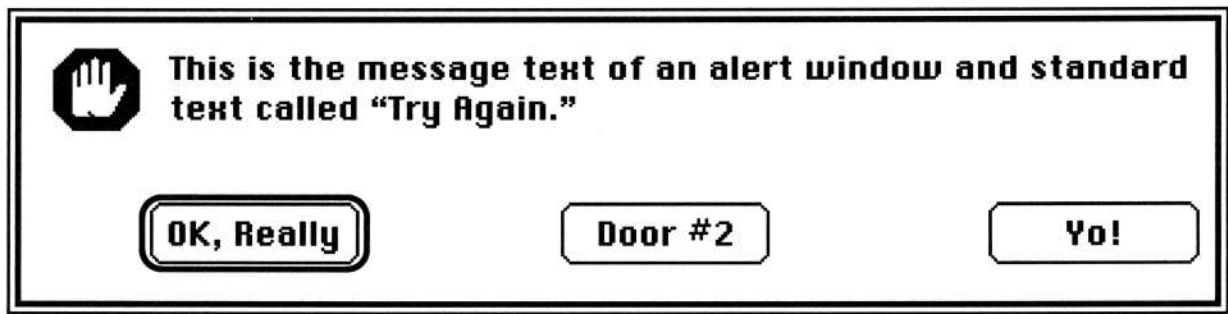 This is the message text of an alert window and standard
text called “Try Again.”
OK, Really
Door #2
Yo!